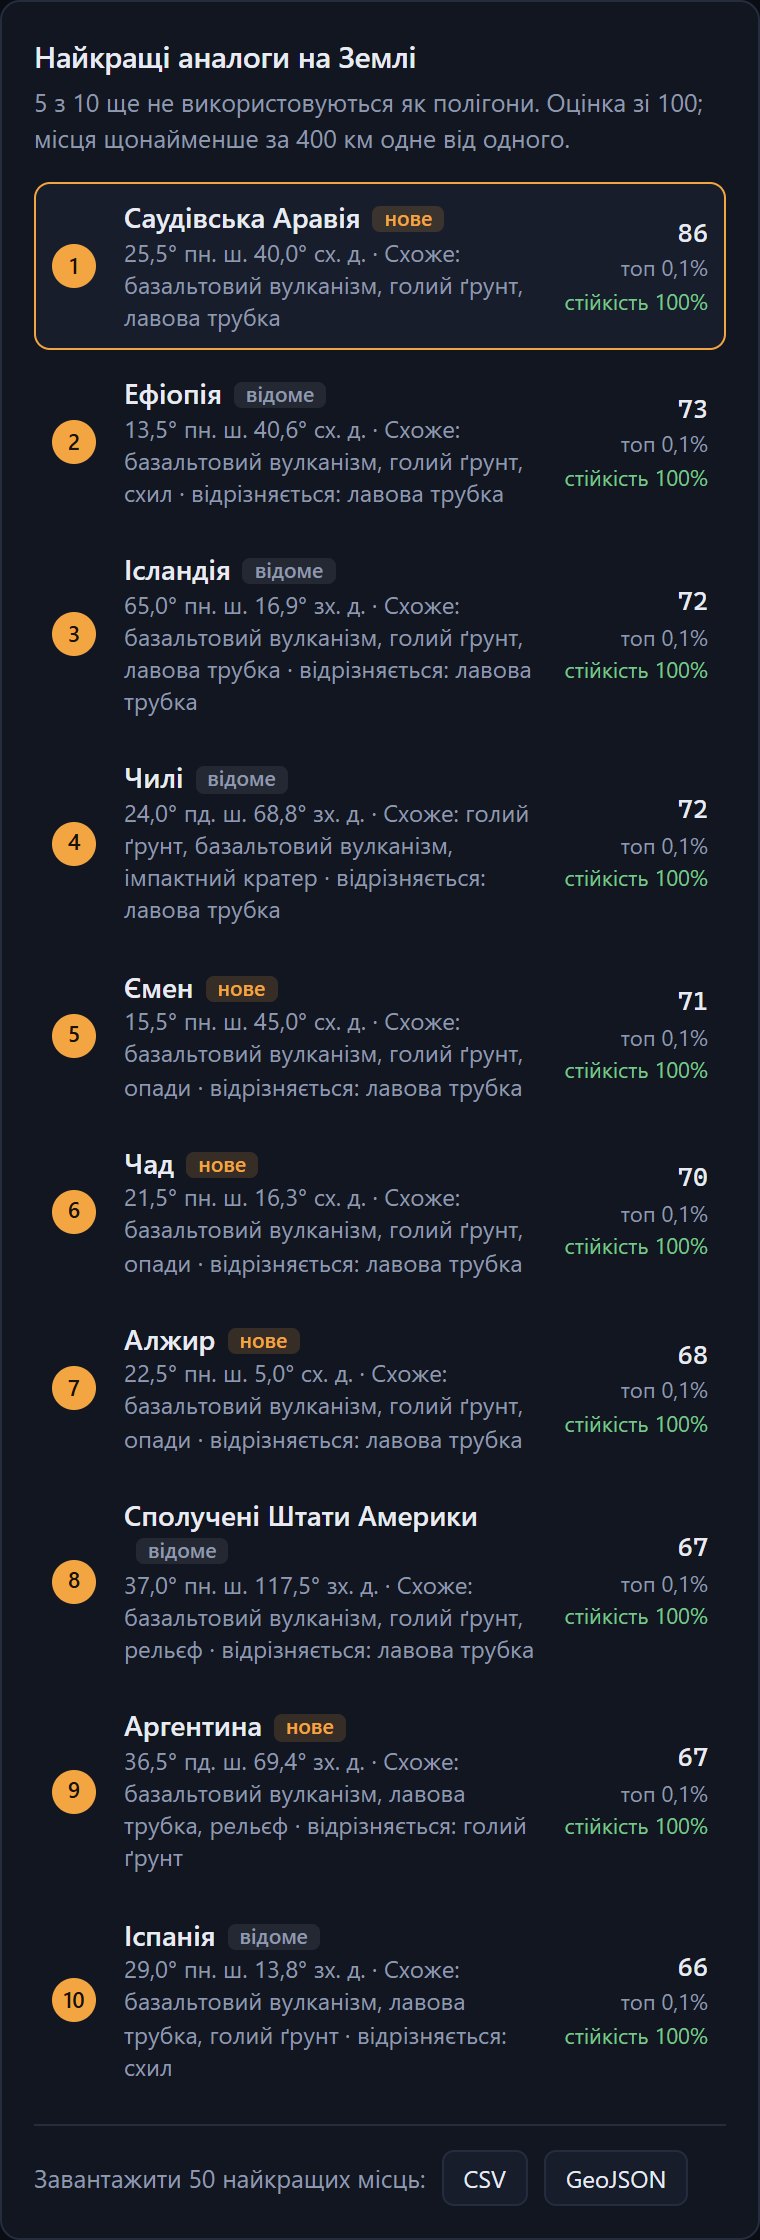 Найкращі аналоги на Землі
5 з 10 ще не використовуються як полігони. Оцінка зі 100;
місця щонайменше за 400 км одне від одного.
1
Саудівська Аравія нове
25,5° пн. ш. 40,0° сх. д. · Схоже:
базальтовий вулканізм, голий ґрунт,
лавова трубка
86
топ 0,1%
стійкість 100%
2
Ефіопія відоме
13,5° пн. ш. 40,6° сх. д. · Схоже:
базальтовий вулканізм, голий ґрунт,
схил · відрізняється: лавова трубка
73
топ 0,1%
стійкість 100%
3
Ісландія відоме
65,0° пн. ш. 16,9° зх. д. · Схоже:
базальтовий вулканізм, голий ґрунт,
лавова трубка · відрізняється: лавова
трубка
72
топ 0,1%
стійкість 100%
4
Чилі відоме
24,0° пд. ш. 68,8° зх. д. · Схоже: голий
ґрунт, базальтовий вулканізм,
імпактний кратер · відрізняється:
лавова трубка
72
топ 0,1%
стійкість 100%
5
Ємен нове
15,5° пн. ш. 45,0° сх. д. · Схоже:
базальтовий вулканізм, голий ґрунт,
опади · відрізняється: лавова трубка
71
топ 0,1%
стійкість 100%
6
Чад нове
21,5° пн. ш. 16,3° сх. д. · Схоже:
базальтовий вулканізм, голий ґрунт,
опади · відрізняється: лавова трубка
70
топ 0,1%
стійкість 100%
7
Алжир нове
22,5° пн. ш. 5,0° сх. д. · Схоже:
базальтовий вулканізм, голий ґрунт,
опади · відрізняється: лавова трубка
68
топ 0,1%
стійкість 100%
8
Сполучені Штати Америки
відоме
37,0° пн. ш. 117,5° зх. д. · Схоже:
базальтовий вулканізм, голий ґрунт,
рельєф · відрізняється: лавова трубка
67
топ 0,1%
стійкість 100%
9
Аргентина нове
36,5° пд. ш. 69,4° зх. д. · Схоже:
базальтовий вулканізм, лавова
трубка, рельєф · відрізняється: голий
ґрунт
67
топ 0,1%
стійкість 100%
10
Іспанія відоме
29,0° пн. ш. 13,8° зх. д. · Схоже:
базальтовий вулканізм, лавова
трубка, голий ґрунт · відрізняється:
схил
66
топ 0,1%
стійкість 100%
Завантажити 50 найкращих місць: CSV GeoJSON